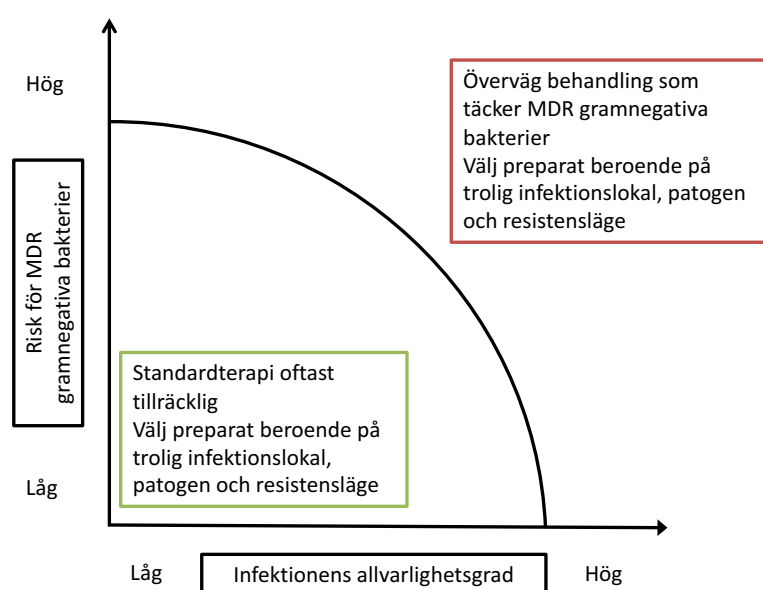 Hög
Överväg behandling som
täcker MDR gramnegativa
bakterier
Välj preparat beroende på
trolig infektionslokal, patogen
och resistensläge
Risk för MDR
gramnegativa bakterier
Standardterapi oftast
tillräcklig
Välj preparat beroende på
trolig infektionslokal,
patogen och resistensläge
Låg
Låg
Infektionens allvarlighetsgrad
Hög